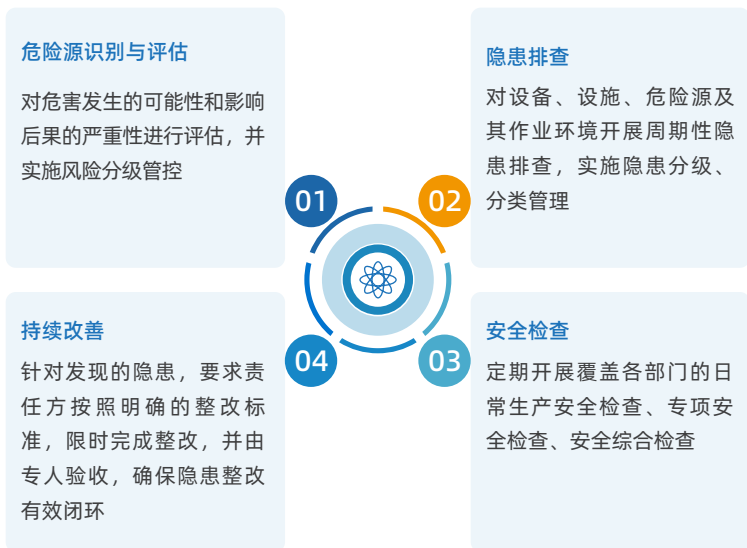 危险源识别与评估
对危害发生的可能性和影响
后果的严重性进行评估，并
实施风险分级管控
01
隐患排查
对设备、设施、危险源及
其作业环境开展周期性隐
患排查，实施隐患分级、
分类管理
02
安全检查
定期开展覆盖各部门的日
常生产安全检查、专项安
全检查、安全综合检查
03
持续改善
针对发现的隐患，要求责
任方按照明确的整改标
准，限时完成整改，并由
专人验收，确保隐患整改
有效闭环
04